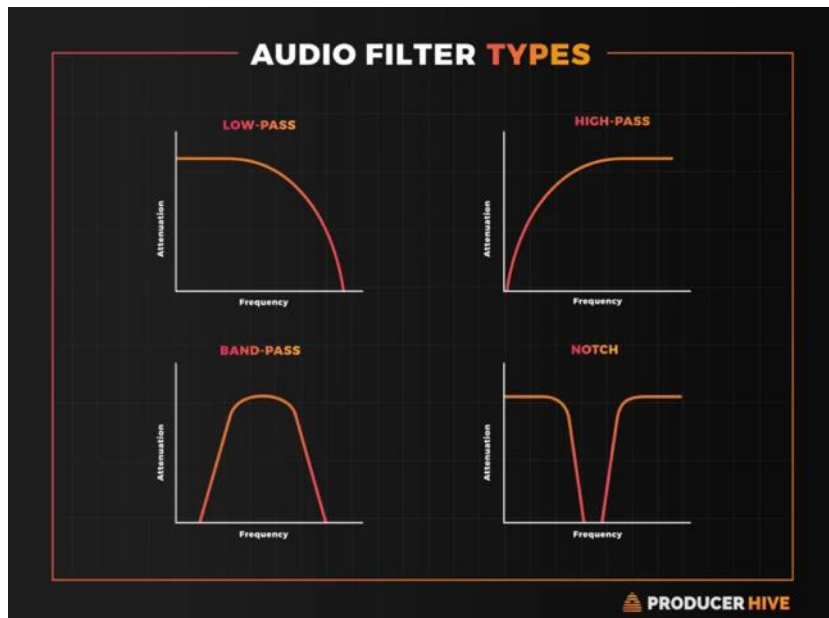 AUDIO FILTER TYPES
LOW-PASS
Attenuation
Frequency
HIGH-PASS
Attenuation
Frequency
BAND-PASS
Attenuation
Frequency
NOTCH
Attenuation
Frequency
PRODUCER HIVE